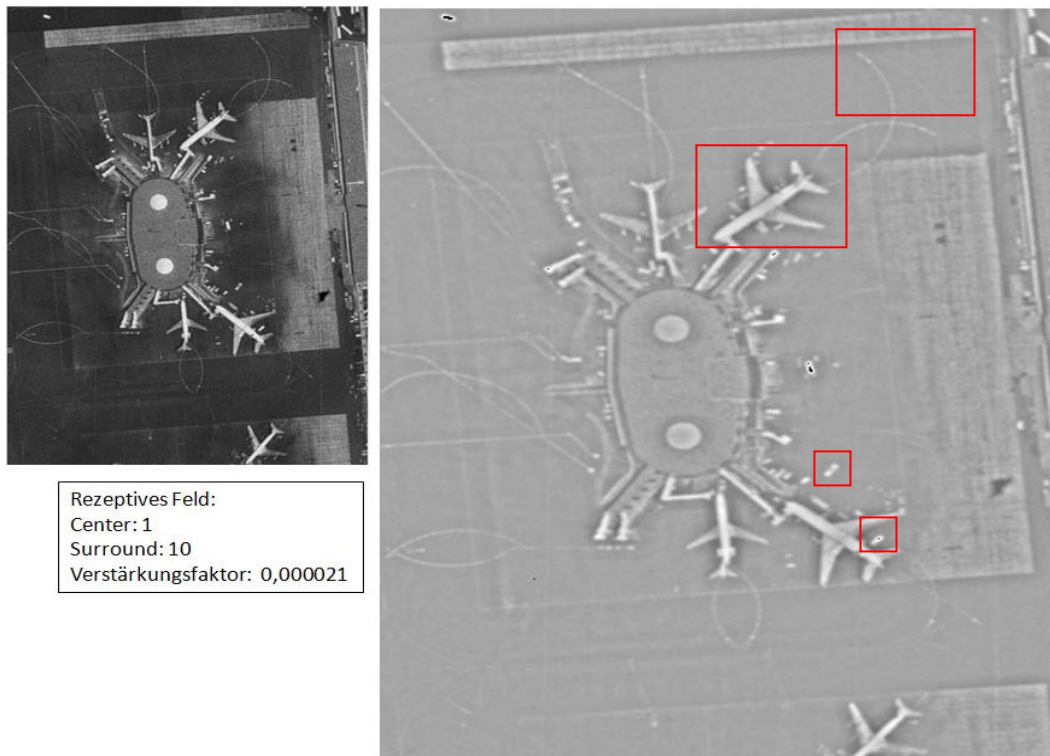 Rezeptives Feld:
Center: 1
Surround: 10
Verstärkungsfaktor: 0,000021